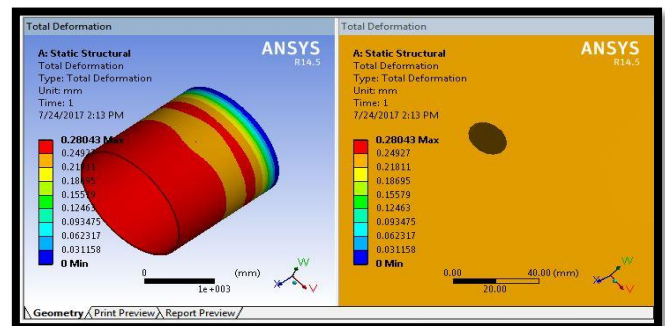 Total Deformation
A: Static Structural
Total Deformation
Type: Total Deformation
Unit: mm
Time: 1
7/24/2017 2:13 PM
ANSYS
R14.5
0.28043 Max
0.24927
0.21811
0.18695
0.15579
0.12463
0.093475
0.062317
0.031158
0 Min
0
(mm)
1e+003
X
W
V
Total Deformation
A: Static Structural
Total Deformation
Type: Total Deformation
Unit: mm
Time: 1
7/24/2017 2:13 PM
ANSYS
R14.5
0.28043 Max
0.24927
0.21811
0.18695
0.15579
0.12463
0.093475
0.062317
0.031158
0 Min
0.00
40.00 (mm)
20.00
X
W
V
Geometry Print Preview Report Preview